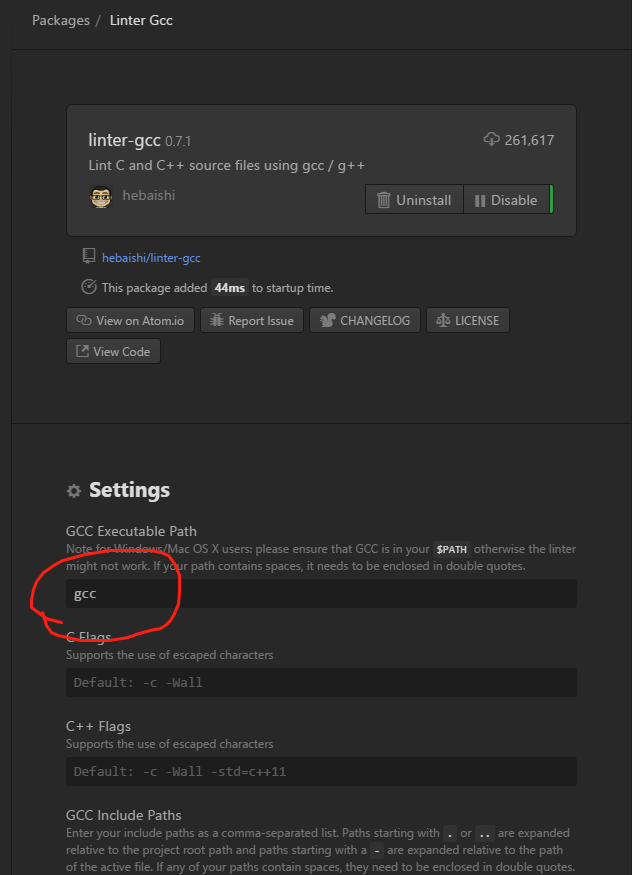 Packages / Linter Gcc
linter-gcc 0.7.1 261,617
Lint C and C++ source files using gcc / g++
hebaishi Uninstall Disable
hebaishi/linter-gcc
This package added 44ms to startup time.
View on Atom.io Report Issue CHANGELOG LICENSE
View Code
Settings
GCC Executable Path
Note for Windows/Mac OS X users: please ensure that GCC is in your $PATH otherwise the linter
might not work. If your path contains spaces, it needs to be enclosed in double quotes.
gcc
C Flags
Supports the use of escaped characters
Default: -c -Wall
C++ Flags
Supports the use of escaped characters
Default: -c -Wall -std=c++11
GCC Include Paths
Enter your include paths as a comma-separated list. Paths starting with . or .. are expanded
relative to the project root path and paths starting with a - are expanded relative to the path
of the active file. If any of your paths contain spaces, they need to be enclosed in double quotes.